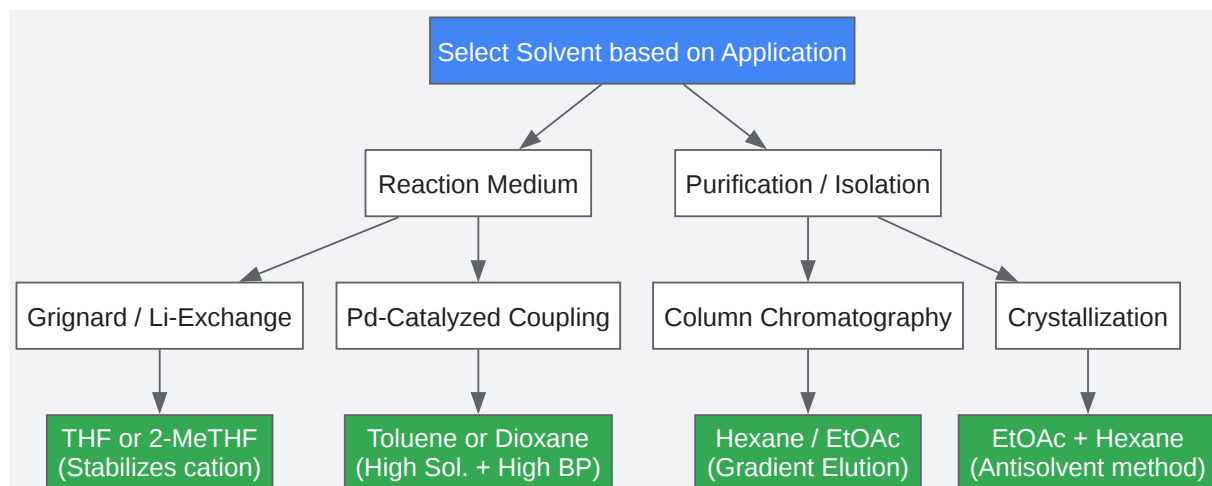 Select Solvent based on Application
Reaction Medium
Purification / Isolation
Grignard / Li-Exchange
Pd-Catalyzed Coupling
Column Chromatography
Crystallization
THF or 2-MeTHF
(Stabilizes cation)
Toluene or Dioxane
(High Sol. + High BP)
Hexane / EtOAc
(Gradient Elution)
EtOAc + Hexane
(Antisolvent method)